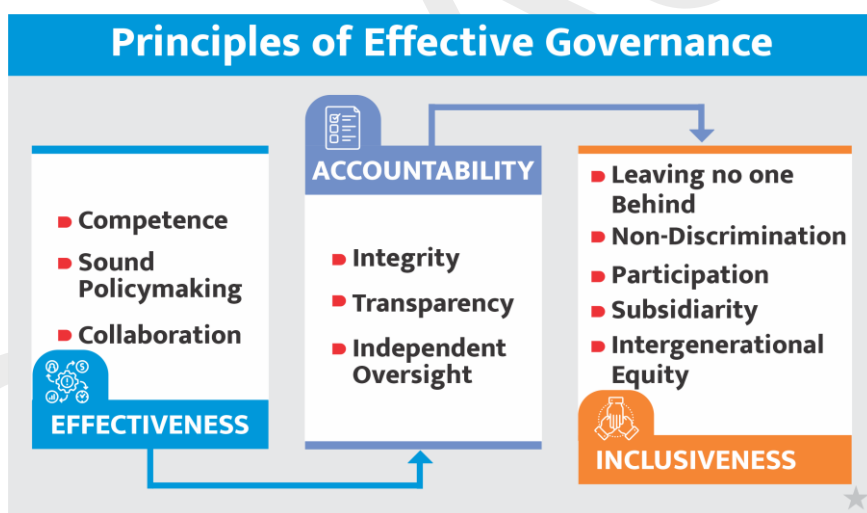 Principles of Effective Governance
Competence
Sound
Policymaking
Collaboration
EFFECTIVENESS
ACCOUNTABILITY
Integrity
Transparency
Independent
Oversight
Leaving no one
Behind
Non-Discrimination
Participation
Subsidiarity
Intergenerational
Equity
INCLUSIVENESS